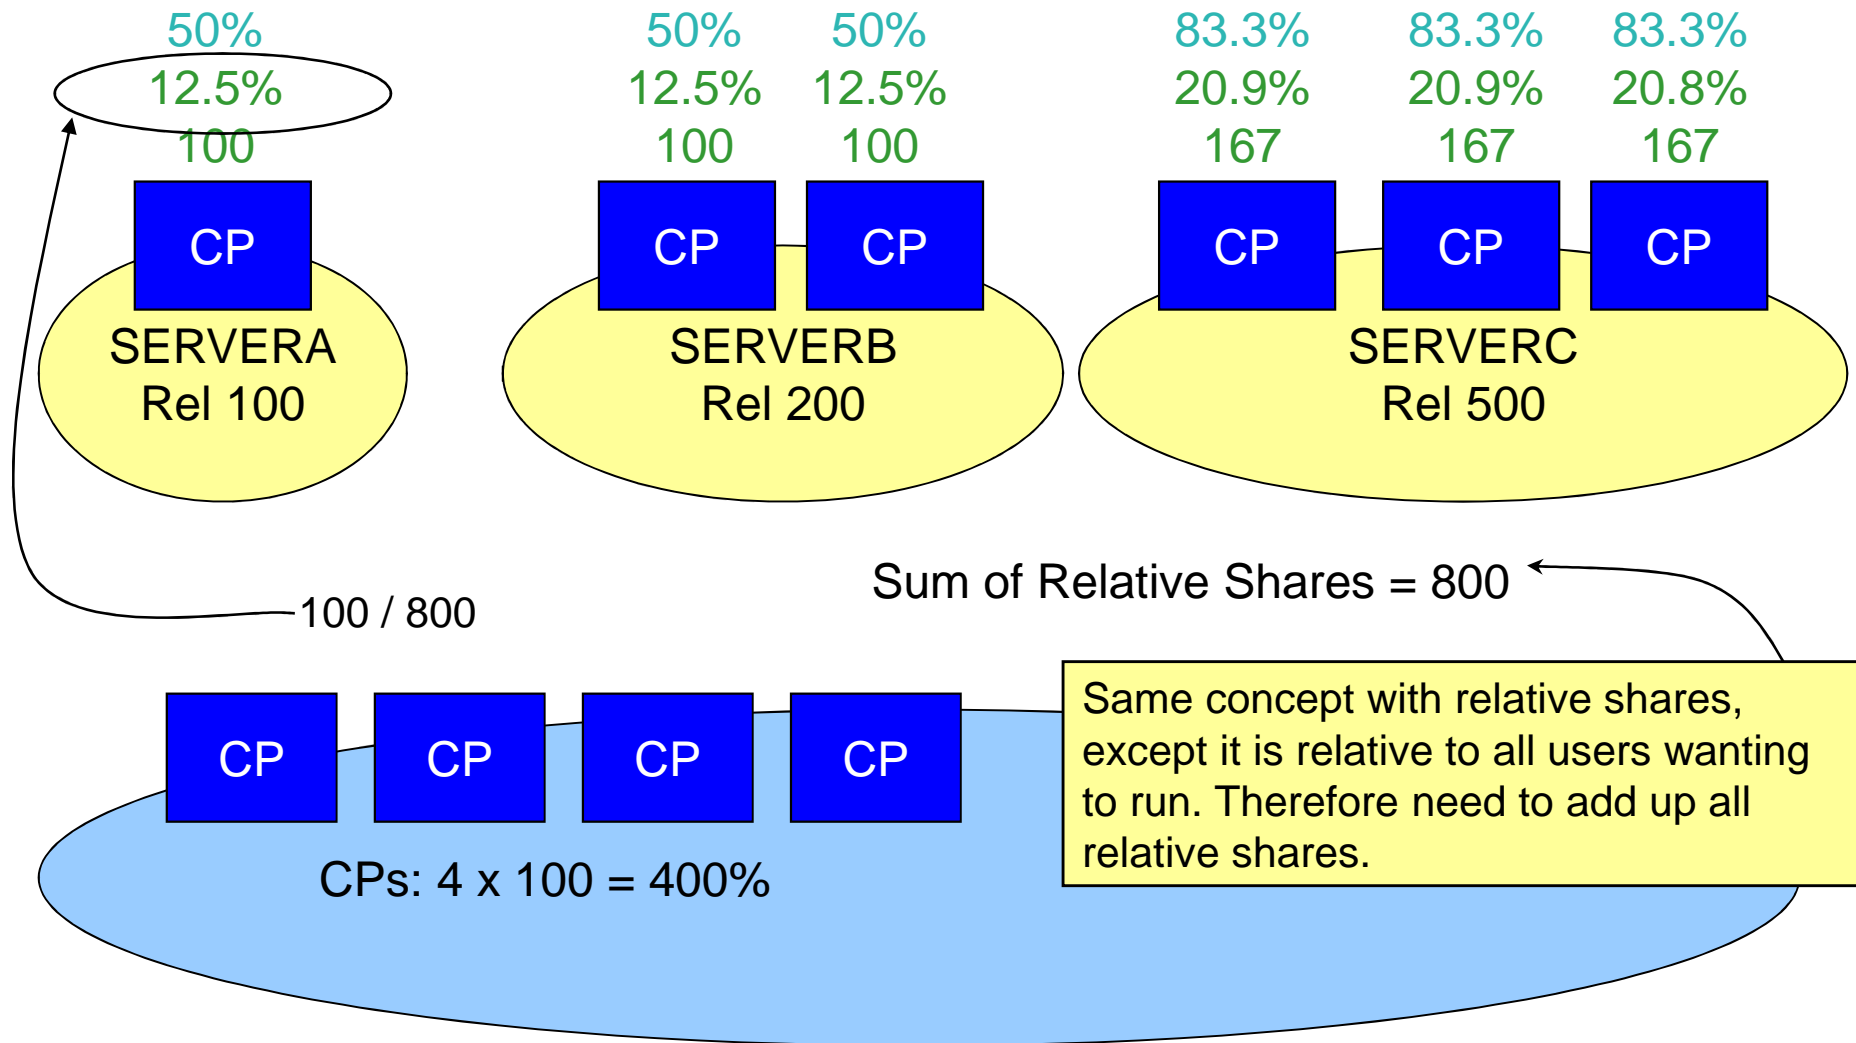 50% 50% 50% 83.3% 83.3% 83.3%
12.5% 12.5% 12.5% 20.9% 20.9% 20.8%
100 100 100 167 167 167
CP CP CP CP CP CP
SERVERA SERVERB SERVERC
Rel 100 Rel 200 Rel 500
Sum of Relative Shares = 800
100 / 800
CP CP CP CP
CPs: 4 x 100 = 400%
Same concept with relative shares,
except it is relative to all users wanting
to run. Therefore need to add up all
relative shares.